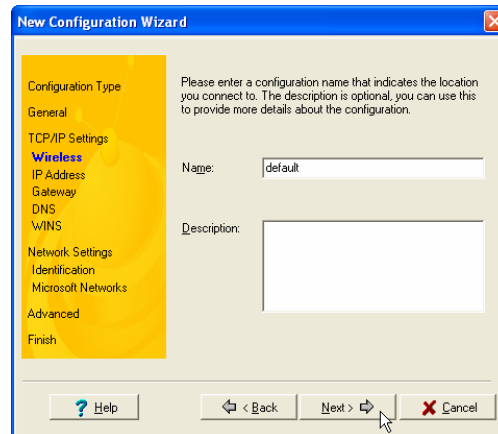 New Configuration Wizard
Configuration Type
General
TCP/IP Settings
Wireless
IP Address
Gateway
DNS
WINS
Network Settings
Identification
Microsoft Networks
Advanced
Finish
Please enter a configuration name that indicates the location
you connect to. The description is optional, you can use this
to provide more details about the configuration.
Name: default
Description:
? Help
< Back
Next >
Cancel